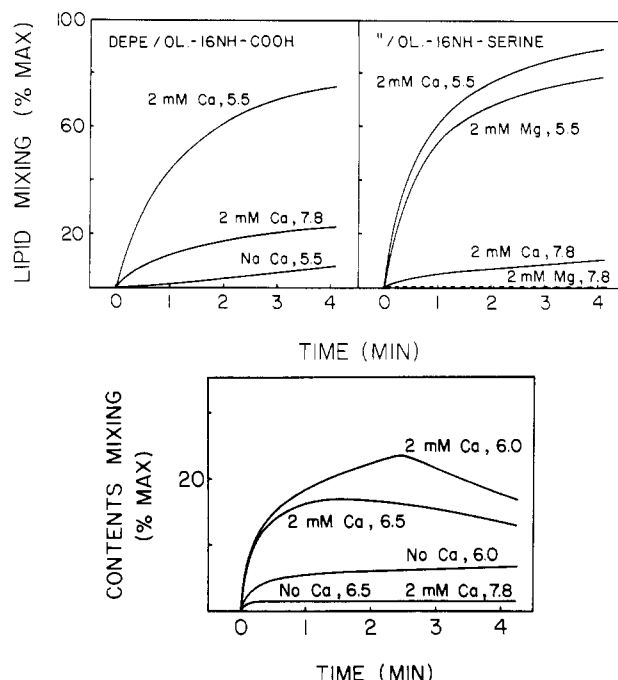 LIPID MIXING (% MAX)
100
60
20
DEPE/OL.-16NH-COOH
2 mM Ca, 5.5
2 mM Ca, 7.8
No Ca, 5.5
0 1 2 3 4
"/OL.-16NH-SERINE
2 mM Ca, 5.5
2 mM Mg, 5.5
2 mM Ca, 7.8
2 mM Mg, 7.8
0 1 2 3 4
TIME (MIN)
CONTENTS MIXING
(% MAX)
20
2 mM Ca, 6.0
2 mM Ca, 6.5
No Ca, 6.0
No Ca, 6.5 2 mM Ca, 7.8
0 1 2 3 4
TIME (MIN)